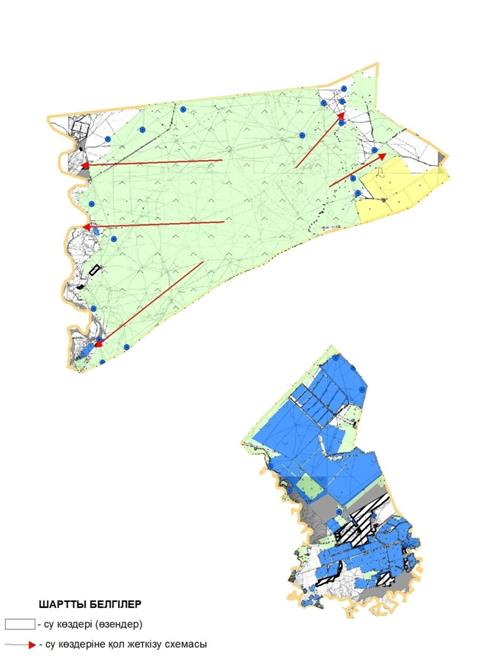 ШАРТТЫ БЕЛГІЛЕР
- су көздері (өзендер)
- су көздеріне қол жеткізу схемасы